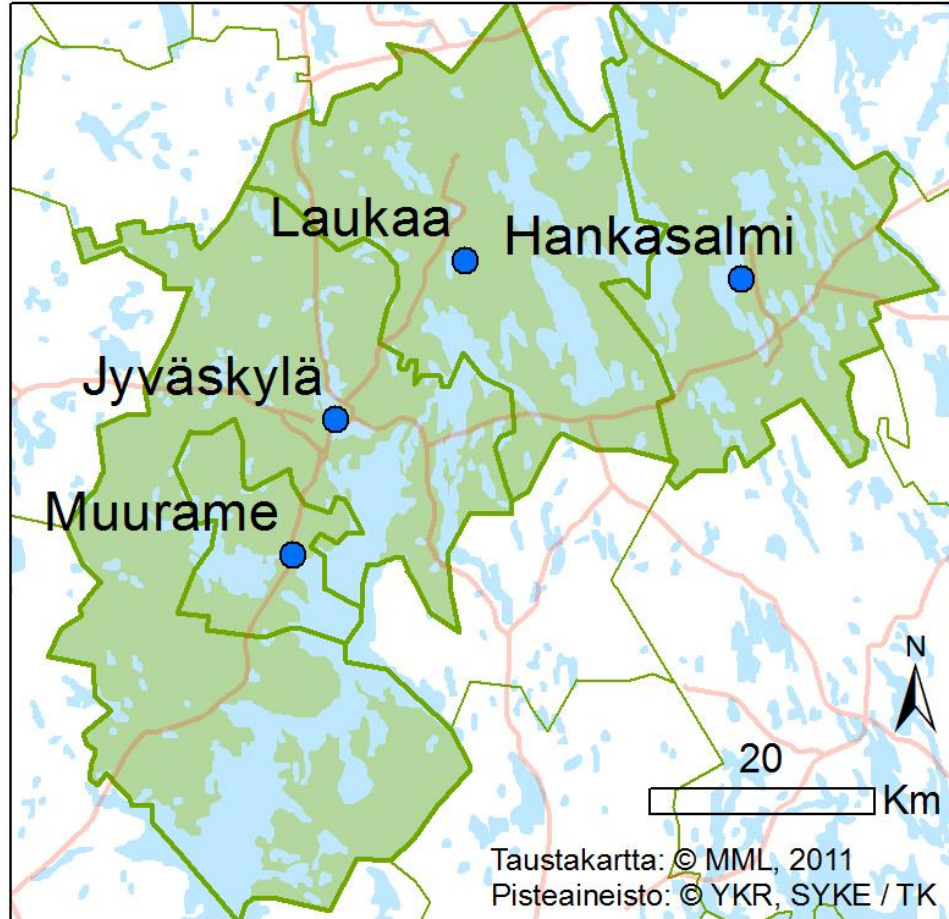 Laukaa
Hankasalmi
Jyväskylä
Muurame
N
20
Km
Taustakartta: © MML, 2011
Pisteaineisto: © YKR, SYKE / TK